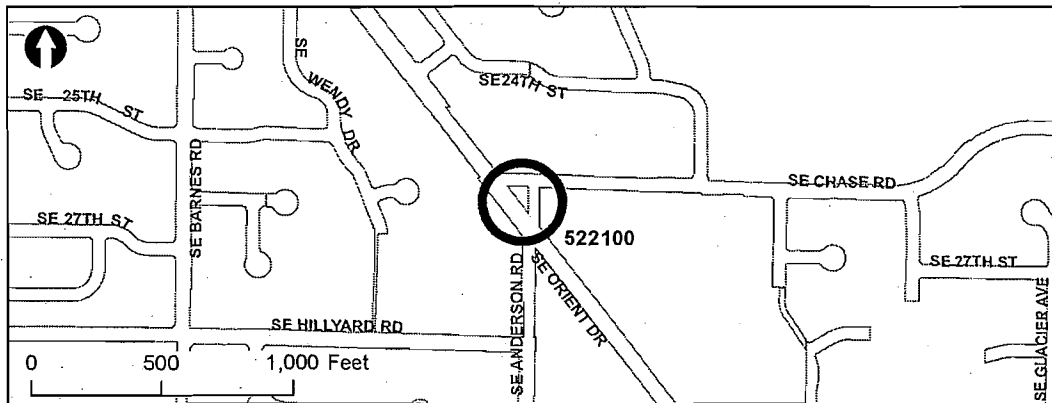 SE
WENDY DR
SE 24TH ST
SE 25TH ST
SE BARNES RD
SE CHASE RD
SE 27TH ST
522100
SE 27TH ST
SE ANDERSON RD
SE ORIENT DR
SE GLACIER AVE
SE HILLYARD RD
0 500 1,000 Feet